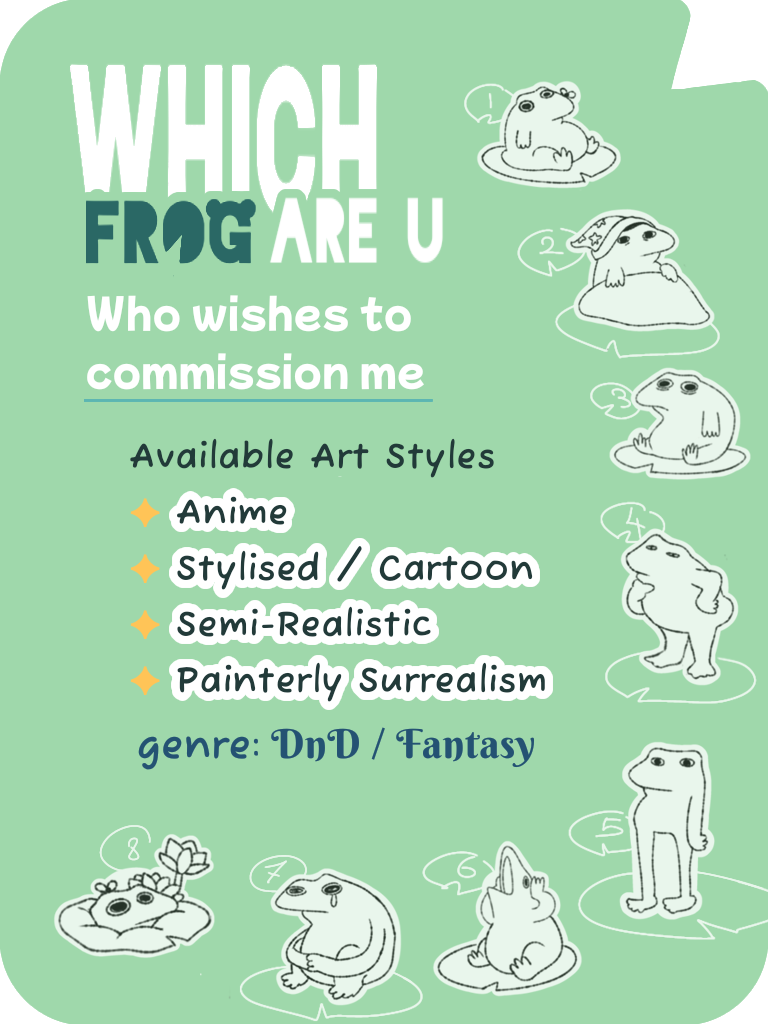 WHICH
FROG ARE U
Who wishes to
commission me
Available Art Styles
Anime
Stylised / Cartoon
Semi-Realistic
Painterly Surrealism
genre: DnD / Fantasy
1
2
3
4
5
6
7
8